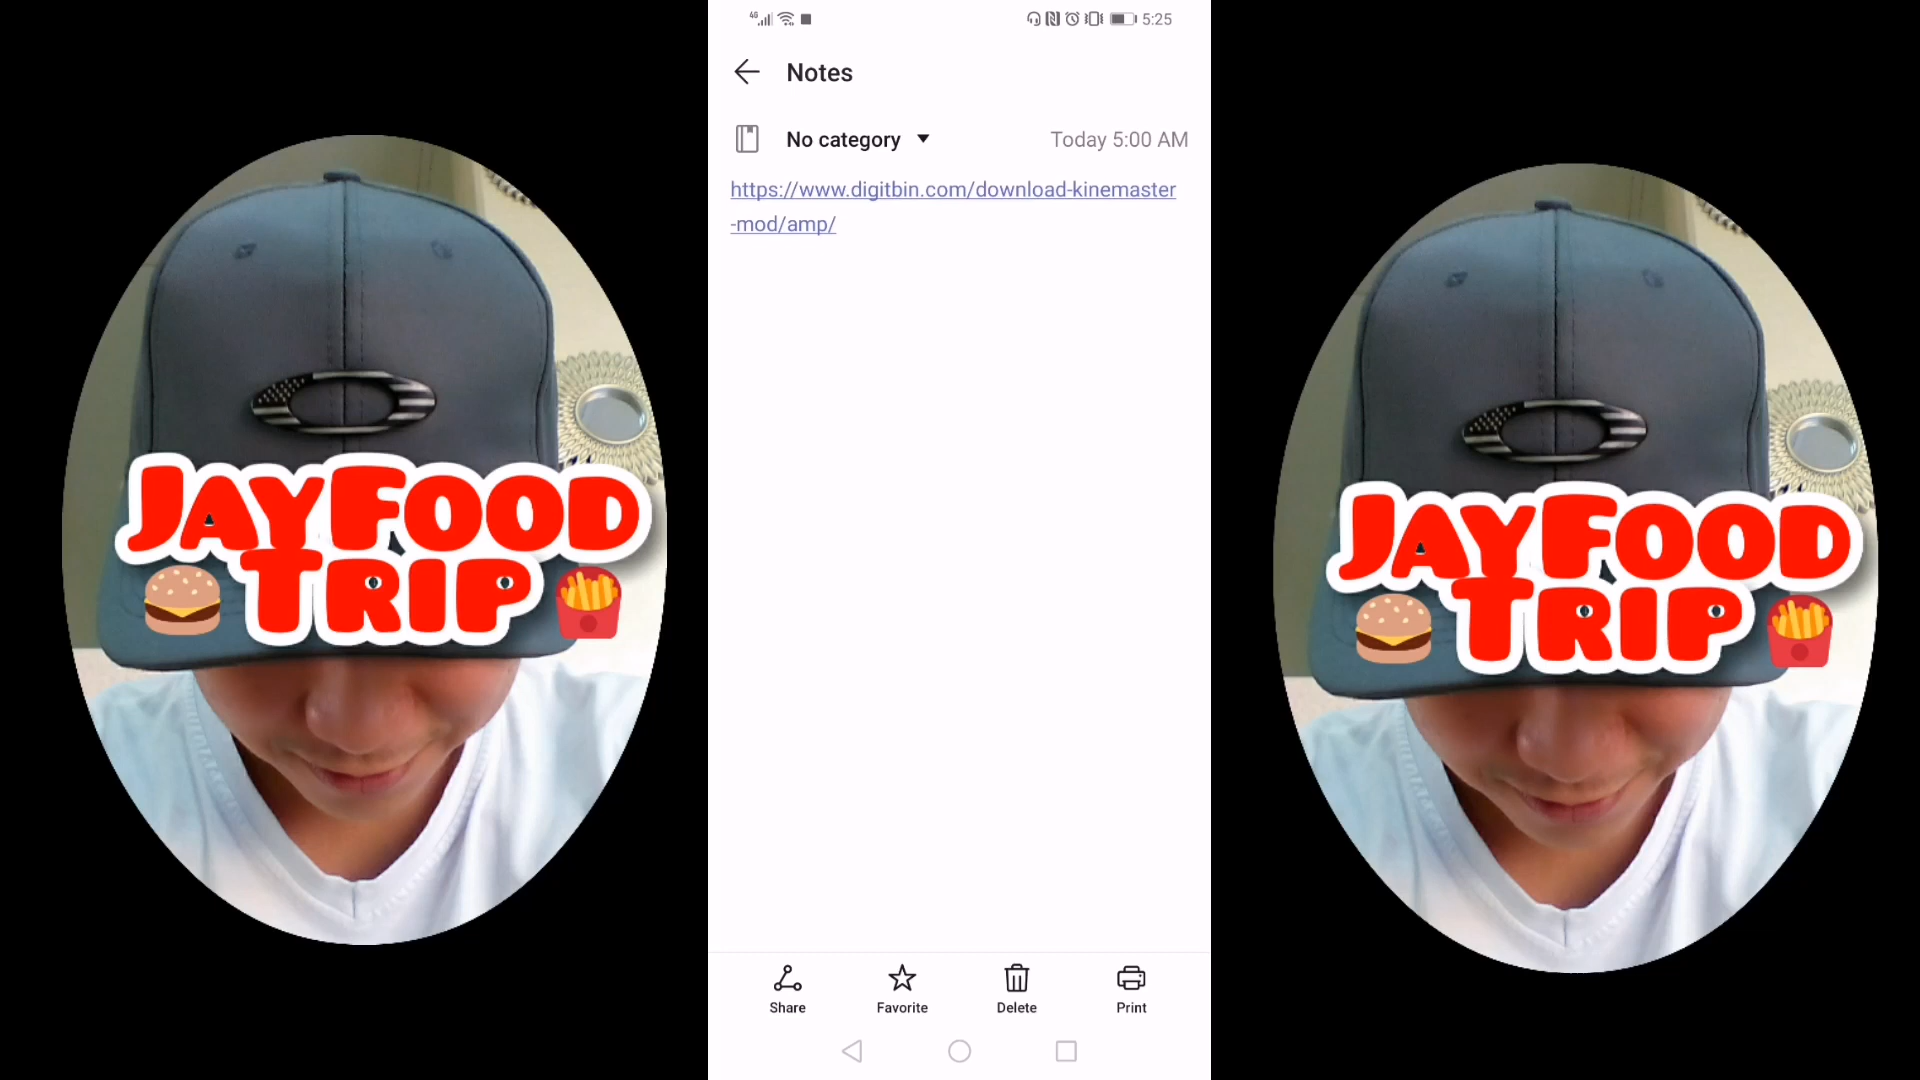 4G 5:25
Notes
No category Today 5:00 AM
https://www.digitbin.com/download-kinemaster
-mod/amp/
Share Favorite Delete Print
JayFood
Trip
JayFood
Trip